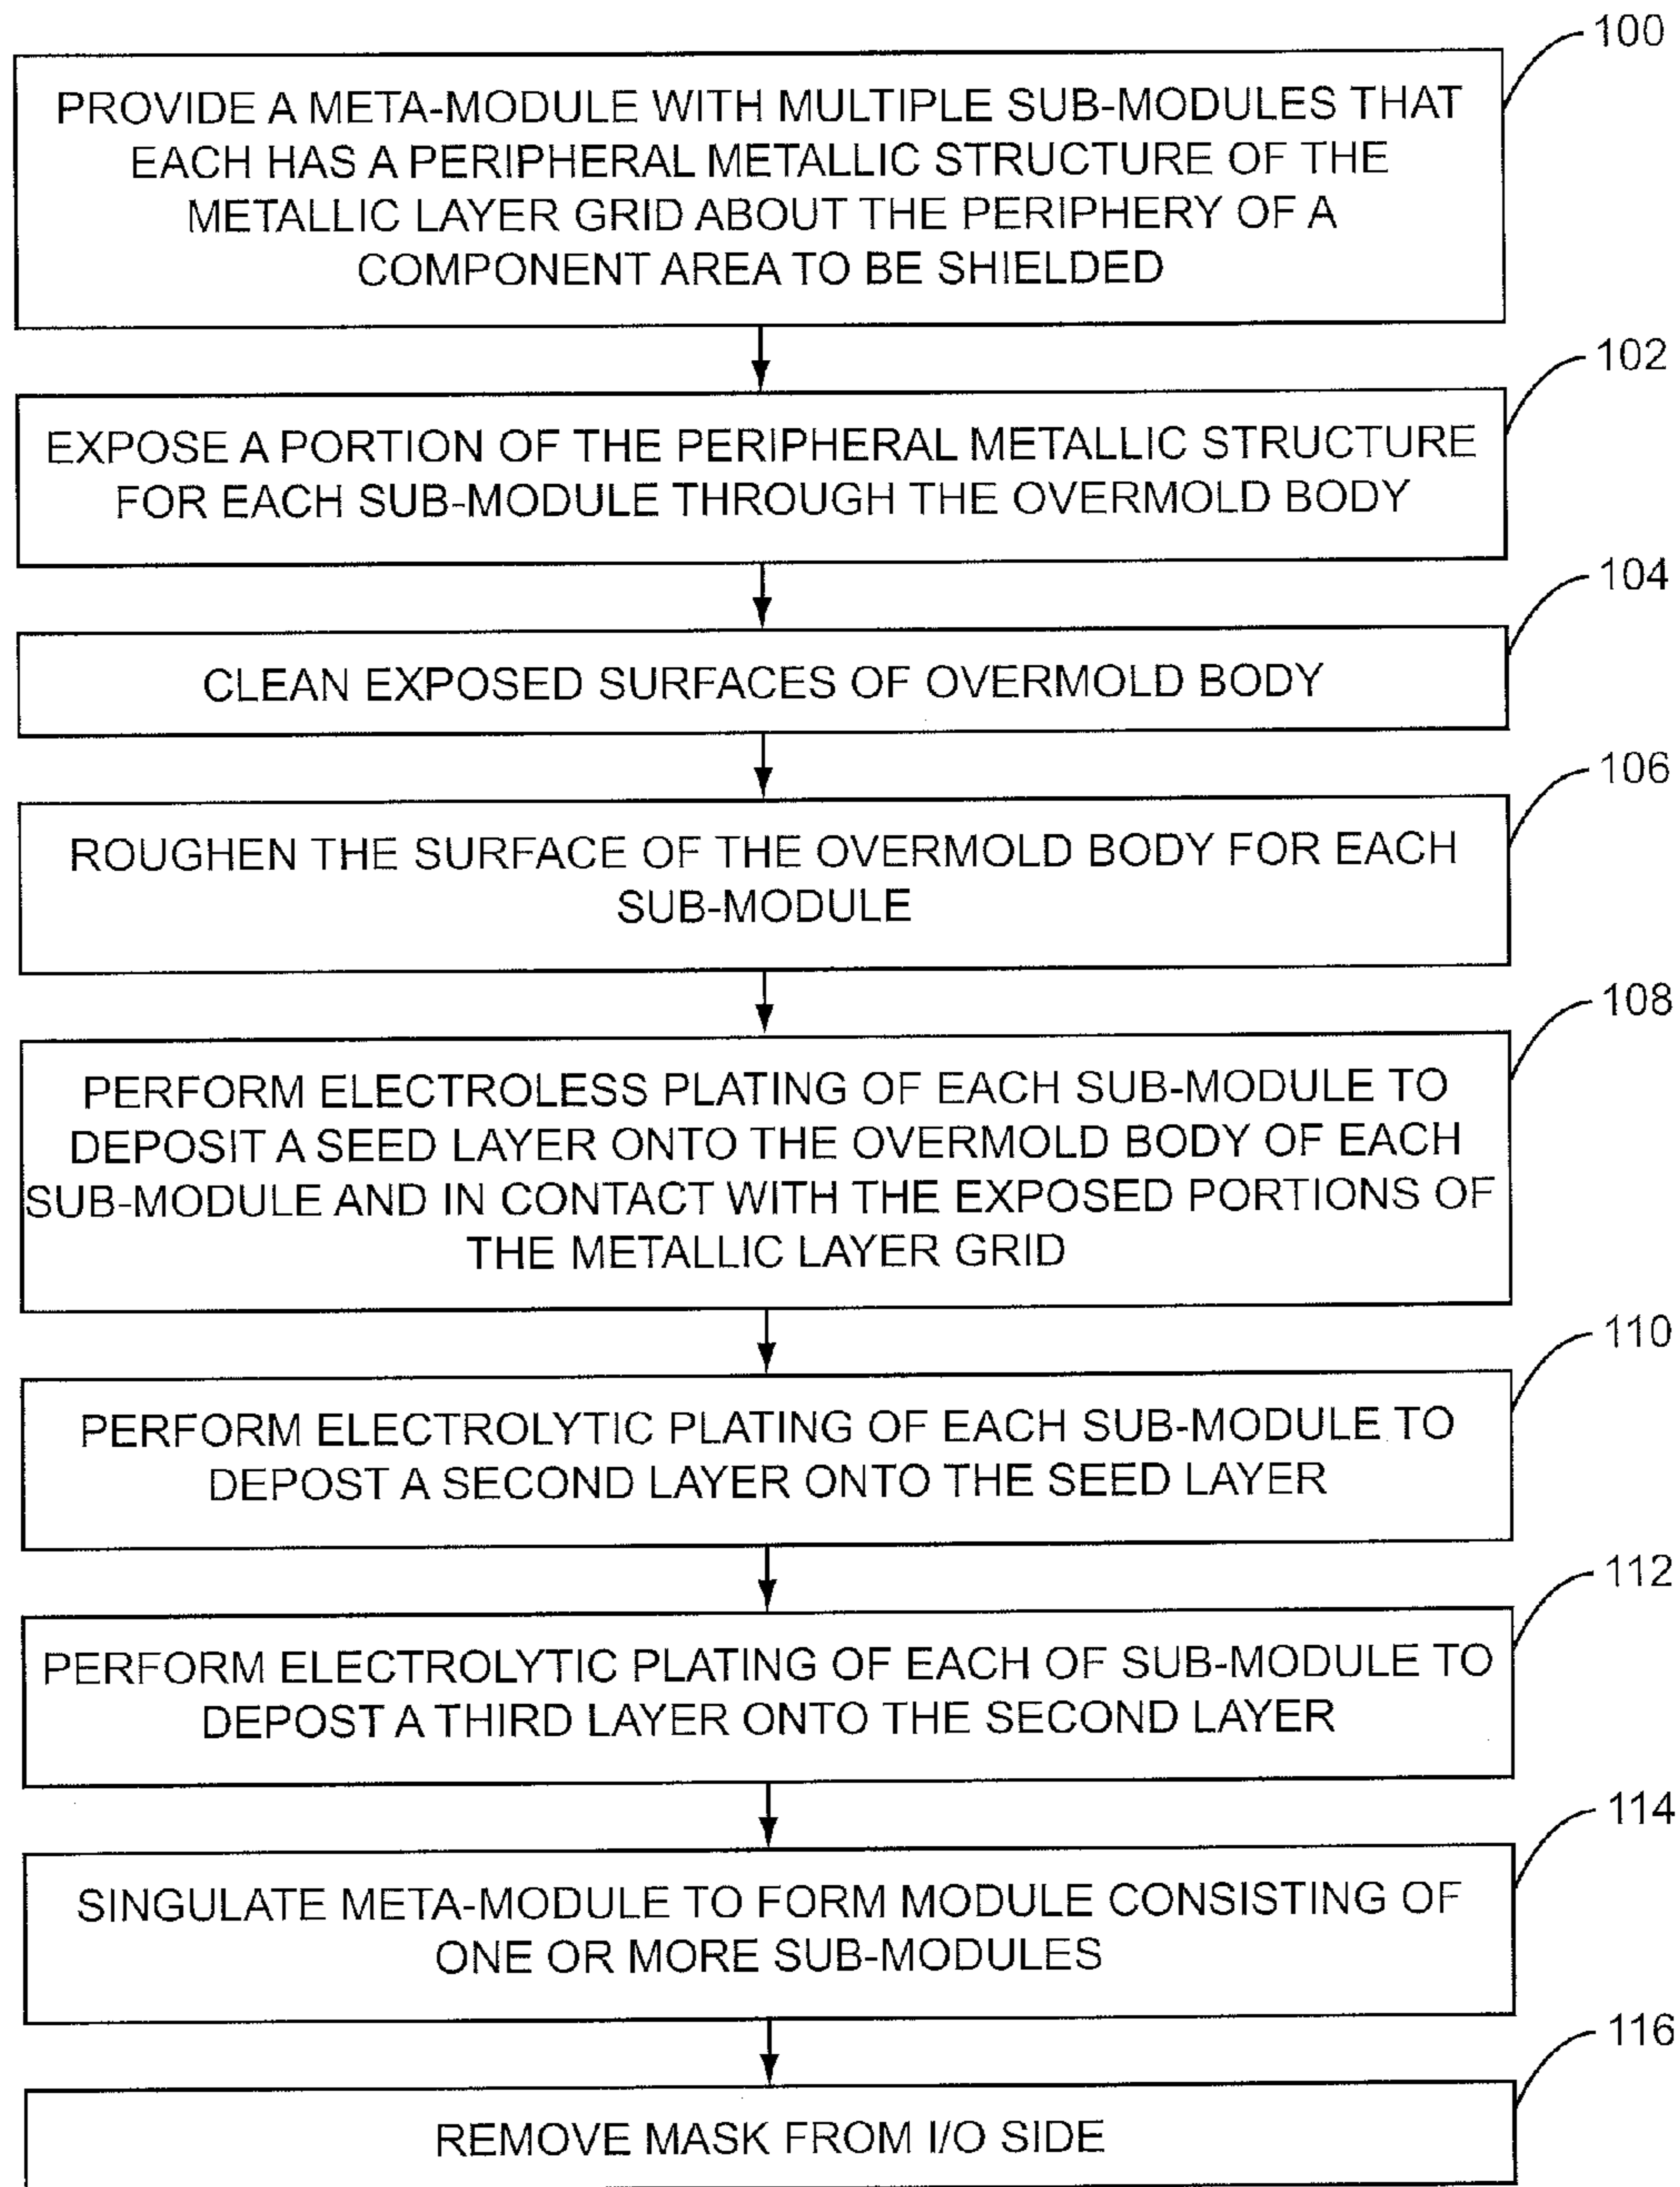 100
PROVIDE A META-MODULE WITH MULTIPLE SUB-MODULES THAT
EACH HAS A PERIPHERAL METALLIC STRUCTURE OF THE
METALLIC LAYER GRID ABOUT THE PERIPHERY OF A
COMPONENT AREA TO BE SHIELDED
102
EXPOSE A PORTION OF THE PERIPHERAL METALLIC STRUCTURE
FOR EACH SUB-MODULE THROUGH THE OVERMOLD BODY
104
CLEAN EXPOSED SURFACES OF OVERMOLD BODY
106
ROUGHEN THE SURFACE OF THE OVERMOLD BODY FOR EACH
SUB-MODULE
108
PERFORM ELECTROLESS PLATING OF EACH SUB-MODULE TO
DEPOSIT A SEED LAYER ONTO THE OVERMOLD BODY OF EACH
SUB-MODULE AND IN CONTACT WITH THE EXPOSED PORTIONS OF
THE METALLIC LAYER GRID
110
PERFORM ELECTROLYTIC PLATING OF EACH SUB-MODULE TO
DEPOST A SECOND LAYER ONTO THE SEED LAYER
112
PERFORM ELECTROLYTIC PLATING OF EACH OF SUB-MODULE TO
DEPOST A THIRD LAYER ONTO THE SECOND LAYER
114
SINGULATE META-MODULE TO FORM MODULE CONSISTING OF
ONE OR MORE SUB-MODULES
116
REMOVE MASK FROM I/O SIDE